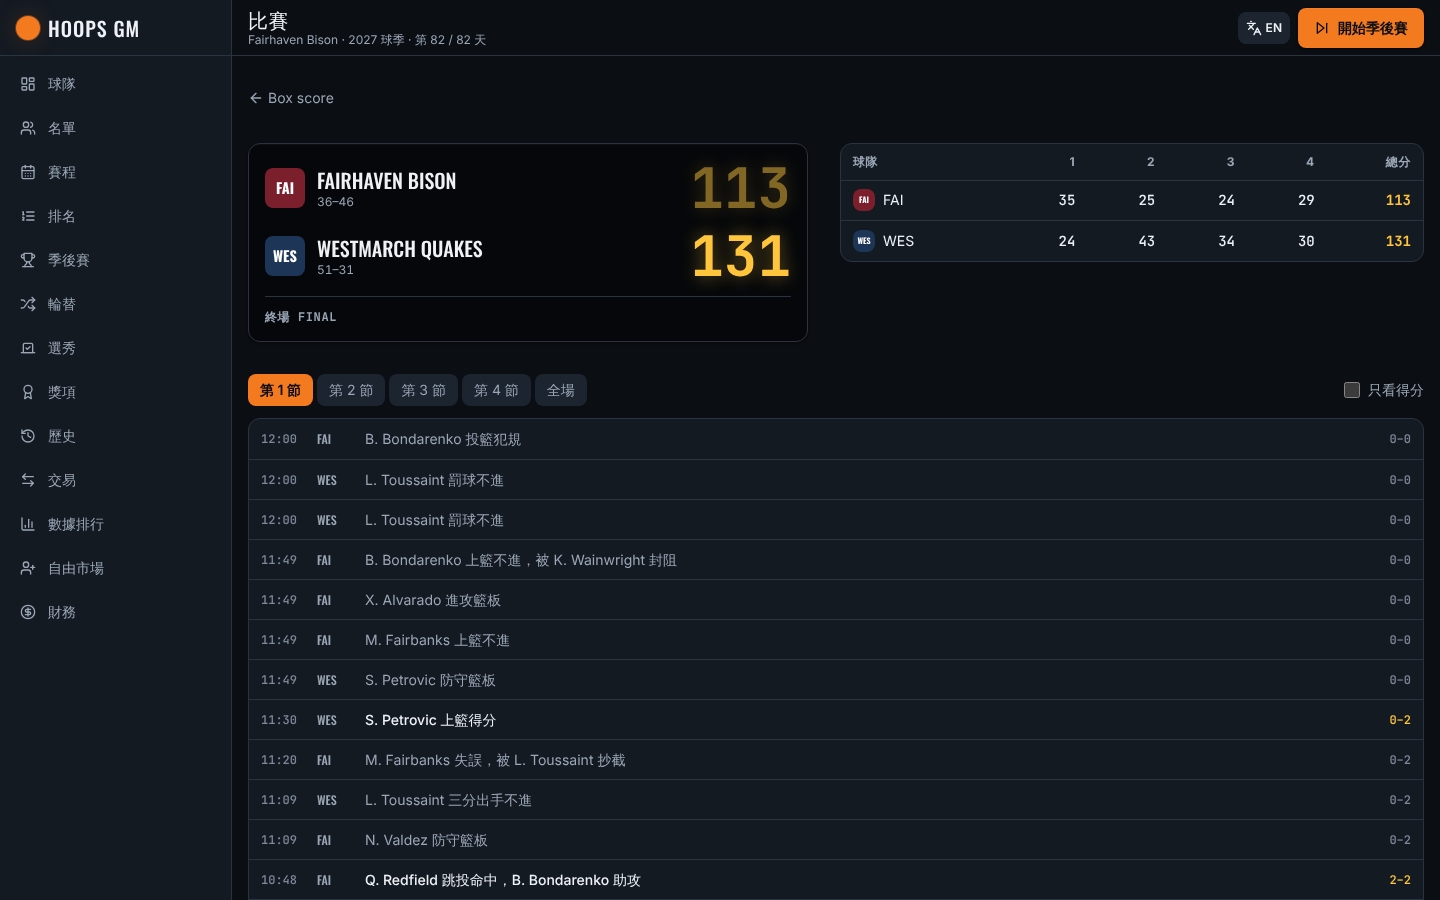 HOOPS GM
球隊
名單
賽程
排名
季後賽
輪替
選秀
獎項
歷史
交易
數據排行
自由市場
財務
比賽
Fairhaven Bison · 2027 球季 · 第 82 / 82 天
EN
開始季後賽
Box score
FAI FAIRHAVEN BISON 113
36–46
WES WESTMARCH QUAKES 131
51–31
終場 FINAL
球隊 1 2 3 4 總分
FAI FAI 35 25 24 29 113
WES WES 24 43 34 30 131
第 1 節 第 2 節 第 3 節 第 4 節 全場
只看得分
12:00 FAI B. Bondarenko 投籃犯規 0–0
12:00 WES L. Toussaint 罰球不進 0–0
12:00 WES L. Toussaint 罰球不進 0–0
11:49 FAI B. Bondarenko 上籃不進，被 K. Wainwright 封阻 0–0
11:49 FAI X. Alvarado 進攻籃板 0–0
11:49 FAI M. Fairbanks 上籃不進 0–0
11:49 WES S. Petrovic 防守籃板 0–0
11:30 WES S. Petrovic 上籃得分 0–2
11:20 FAI M. Fairbanks 失誤，被 L. Toussaint 抄截 0–2
11:09 WES L. Toussaint 三分出手不進 0–2
11:09 FAI N. Valdez 防守籃板 0–2
10:48 FAI Q. Redfield 跳投命中，B. Bondarenko 助攻 2–2